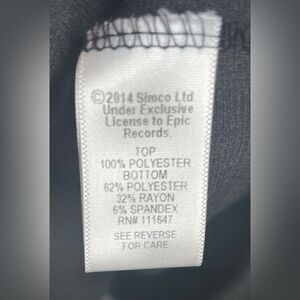 ©2014 Simco Ltd
Under Exclusive
License to Epic
Records.
TOP
100% POLYESTER
BOTTOM
62% POLYESTER
32% RAYON
6% SPANDEX
RN# 111647
SEE REVERSE
FOR CARE